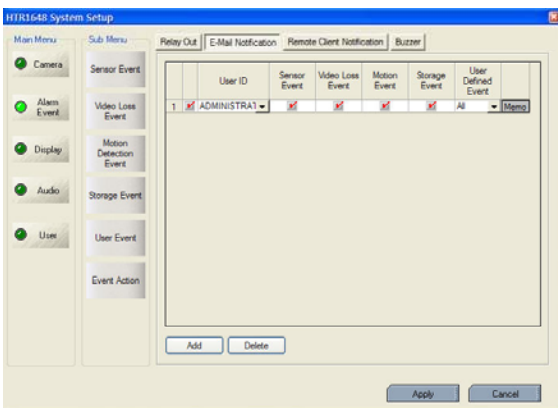 HTR1648 System Setup
Main Menu
Camera
Alarm
Event
Display
Audio
User
Sub Menu
Sensor Event
Video Loss
Event
Motion
Detection
Event
Storage Event
User Event
Event Action
Relay Out
E-Mail Notification
Remote Client Notification
Buzzer
User ID
Sensor
Event
Video Loss
Event
Motion
Event
Storage
Event
User
Defined
Event
1 ADMINISTRAT All Memo
Add Delete
Apply Cancel